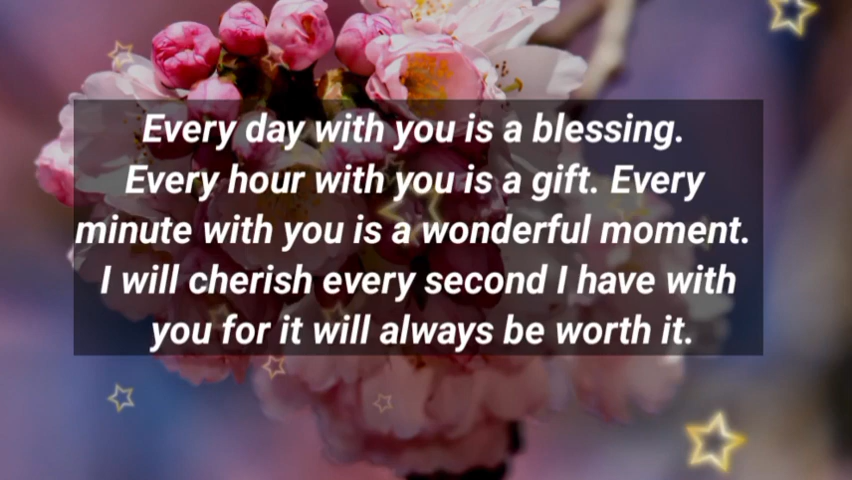 Every day with you is a blessing.
Every hour with you is a gift. Every
minute with you is a wonderful moment.
I will cherish every second I have with
you for it will always be worth it.